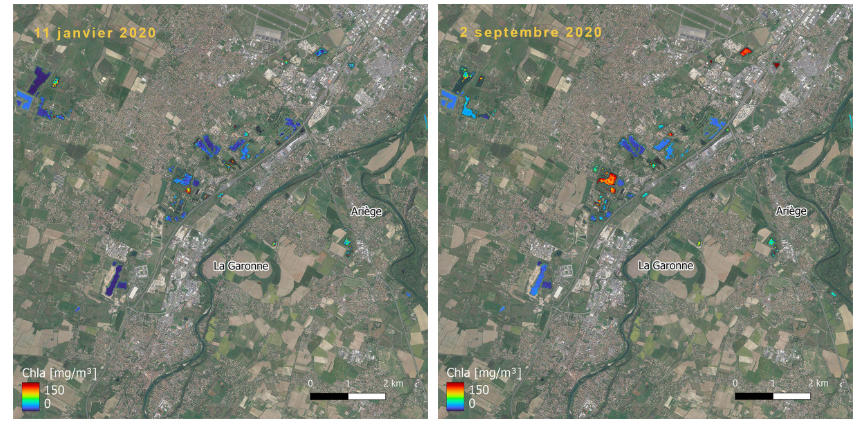 11 janvier 2020
Ariège
La Garonne
Chla [mg/m³]
150
0
0 1 2 km
2 septembre 2020
Ariège
La Garonne
Chla [mg/m³]
150
0
0 1 2 km